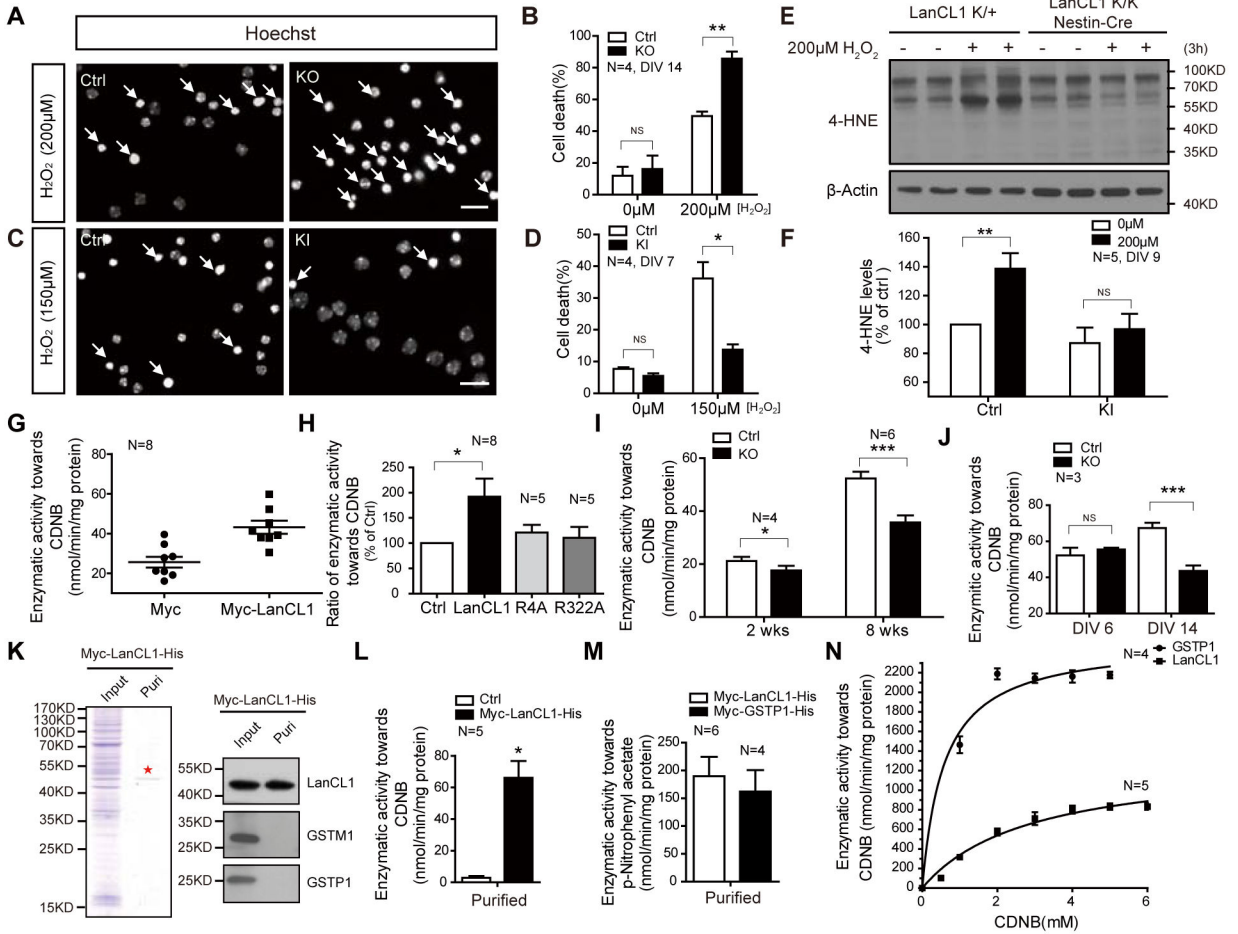 A
Hoechst
H₂O₂ (200μM)
Ctrl
KO
B
Ctrl
KO
N=4, DIV 14
**
NS
Cell death(%)
100
80
60
40
20
0
0μM
200μM [H₂O₂]
C
H₂O₂ (150μM)
Ctrl
KI
D
Ctrl
KI
N=4, DIV 7
*
NS
Cell death(%)
50
40
30
20
10
0
0μM
150μM [H₂O₂]
E
LanCL1 K/+
LanCL1 K/K
Nestin-Cre
200μM H₂O₂ - - + + - - + + (3h)
4-HNE
100KD
70KD
55KD
40KD
35KD
β-Actin
40KD
F
0μM
200μM
N=5, DIV 9
**
NS
4-HNE levels
(% of ctrl )
160
140
120
100
80
60
Ctrl
KI
G
N=8
Enzymatic activity towards
CDNB
(nmol/min/mg protein)
80
60
40
20
Myc
Myc-LanCL1
H
Ratio of enzymatic activity
towards CDNB
(% of Ctrl)
250
200
150
100
50
0
*
N=8
N=5
N=5
Ctrl
LanCL1
R4A
R322A
I
Ctrl
KO
N=6
***
N=4
*
Enzymatic activity towards
CDNB
(nmol/min/mg protein)
60
40
20
0
2 wks
8 wks
J
Ctrl
KO
N=3
NS
***
Enzymitic activity towards
CDNB
(nmol/min/mg protein)
80
60
40
20
DIV 6
DIV 14
K
Myc-LanCL1-His
Input
Puri
170KD
130KD
100KD
70KD
55KD
40KD
35KD
25KD
15KD
Myc-LanCL1-His
Input
Puri
55KD
40KD
LanCL1
35KD
25KD
GSTM1
25KD
GSTP1
L
Ctrl
Myc-LanCL1-His
N=5
*
Enzymatic activity towards
CDNB
(nmol/min/mg protein)
80
60
40
20
0
Purified
M
Myc-LanCL1-His
Myc-GSTP1-His
N=6
N=4
Enzymatic activity towards
p-Nitrophenyl acetate
(nmol/min/mg protein)
250
200
150
100
50
0
Purified
N
N=4
GSTP1
LanCL1
N=5
Enzymatic activity towards
CDNB (nmol/min/mg protein)
2200
2000
1800
1600
1400
1200
1000
800
600
400
200
0
0
2
4
6
CDNB(mM)